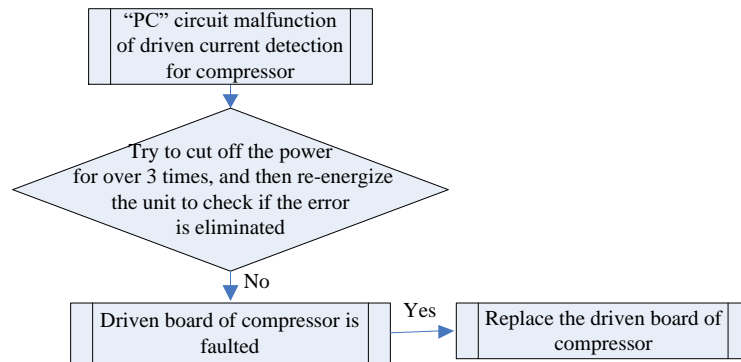 “PC” circuit malfunction
of driven current detection
for compressor
Try to cut off the power
for over 3 times, and then re-energize
the unit to check if the error
is eliminated
No
Driven board of compressor is
faulted
Yes
Replace the driven board of
compressor